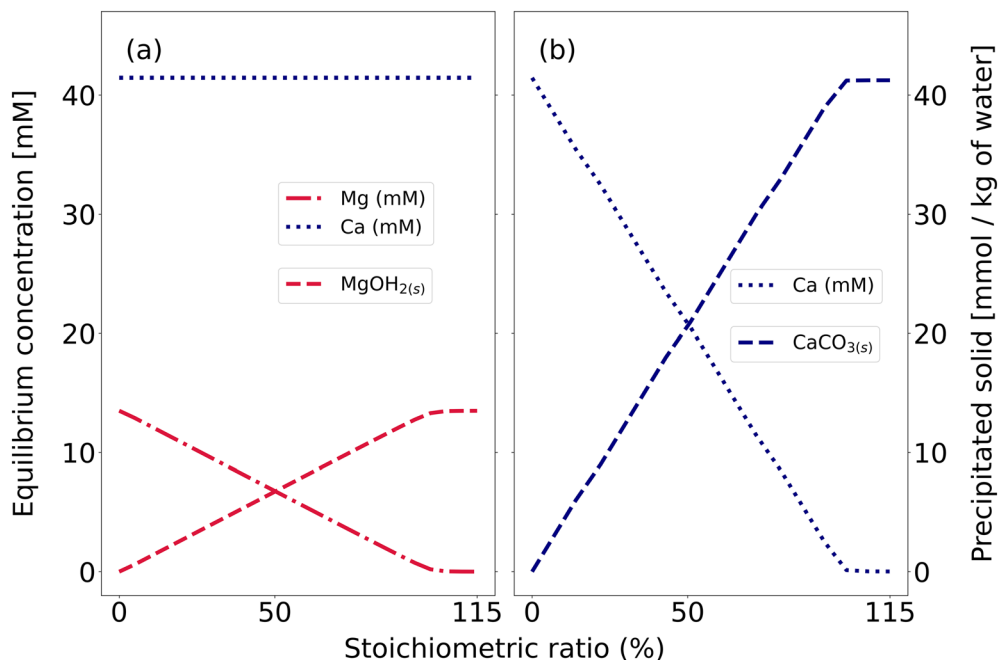 (a)
(b)
Equilibrium concentration [mM]
40
30
20
10
0
Mg (mM)
Ca (mM)
MgOH₂₍ₛ₎
0
50
115
Ca (mM)
CaCO₃₍ₛ₎
0
50
115
40
30
20
10
0
Precipitated solid [mmol / kg of water]
Stoichiometric ratio (%)